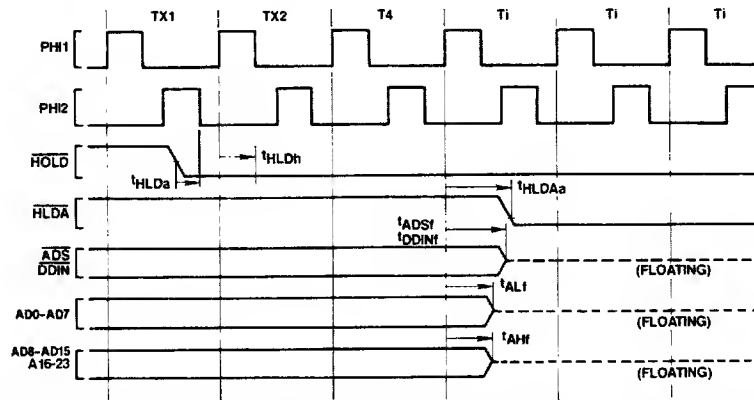 TX1 TX2 T4 Ti Ti Ti
PHI1
PHI2
HOLD
tHLDa
tHLDh
HLDA
tHLDAa
ADS
DDIN
tADSf
tDDINf
(FLOATING)
AD0-AD7
tALf
(FLOATING)
AD8-AD15
A16-23
tAHf
(FLOATING)